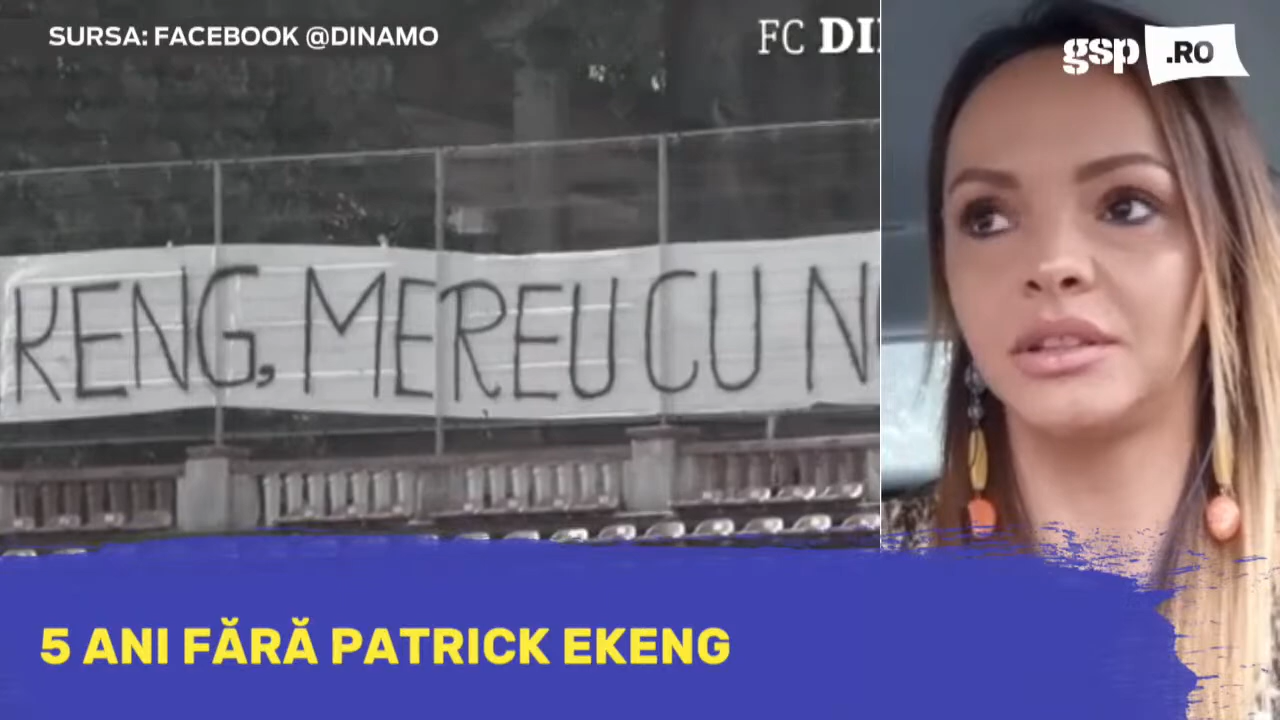 SURSA: FACEBOOK @DINAMO
FC DI
gsp .RO
KENG, MEREU CU N
5 ANI FĂRĂ PATRICK EKENG